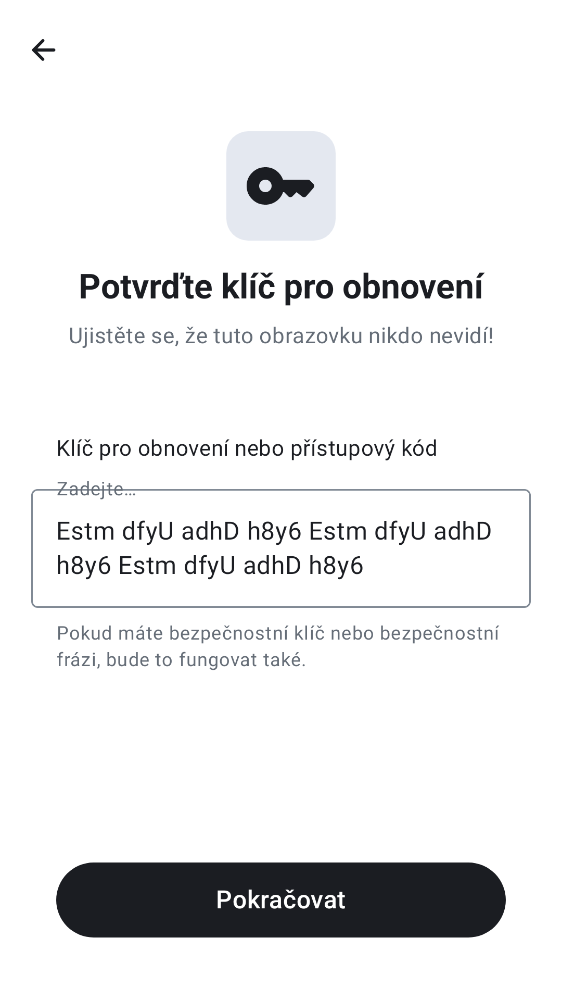 Potvrďte klíč pro obnovení
Ujistěte se, že tuto obrazovku nikdo nevidí!
Klíč pro obnovení nebo přístupový kód
Zadejte…
Estm dfyU adhD h8y6 Estm dfyU adhD
h8y6 Estm dfyU adhD h8y6
Pokud máte bezpečnostní klíč nebo bezpečnostní
frázi, bude to fungovat také.
Pokračovat